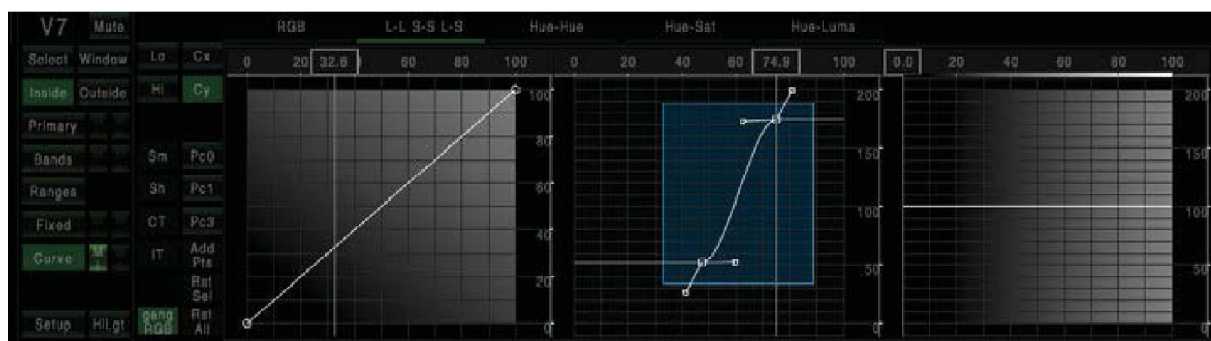 V7 Mute RGB L-L S-S L-S Hue-Hue Hue-Sat Hue-Luma
Select Window Lo Cx 0 20 32.6 60 80 100 0 20 40 60 74.9 100 0.0 20 40 60 80 100
Inside Outside Hi Cy 100 200 200
Primary 80
Bands Sm Pc0 150 150
Ranges Sh Pc1 60
Fixed CT Pc3 100 100
40
Curve M IT Add Pts 50 50
Rst Sel 20
Setup HiLgt gang RGB Rst All 0 0 0